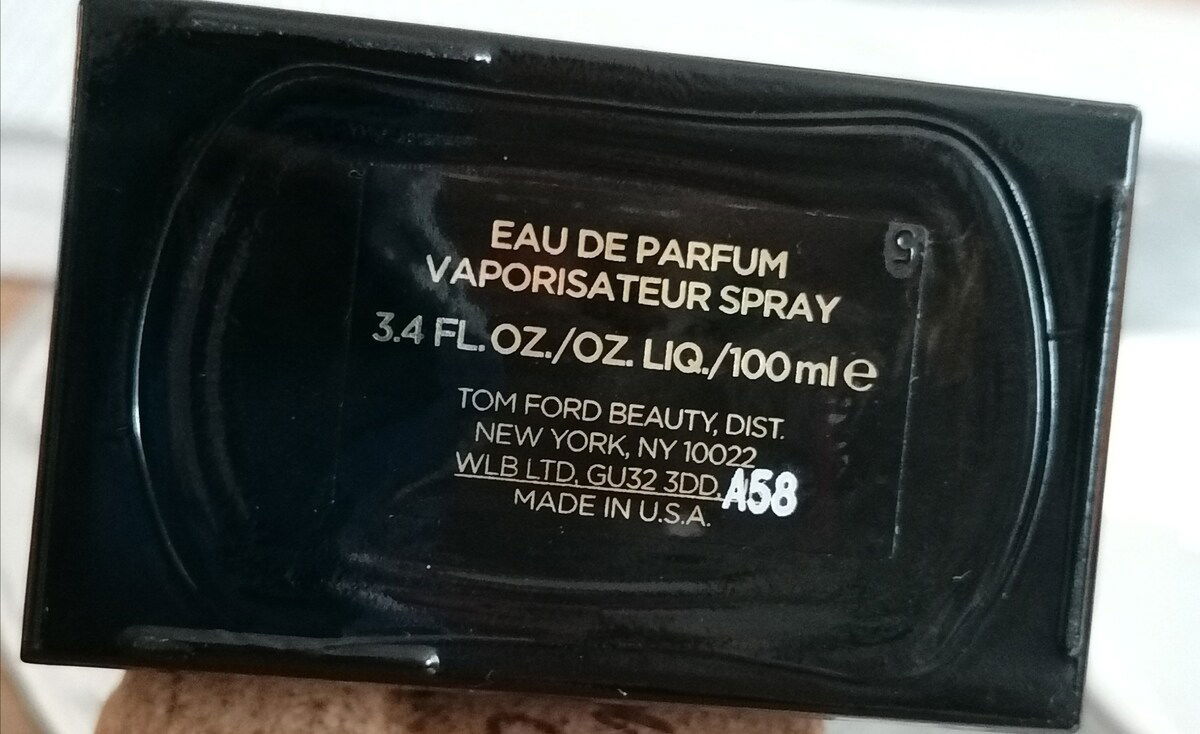 5
EAU DE PARFUM
VAPORISATEUR SPRAY
3.4 FL. OZ./OZ. LIQ./100 ml ℮
TOM FORD BEAUTY, DIST.
NEW YORK, NY 10022
WLB LTD, GU32 3DD,
A58
MADE IN U.S.A.